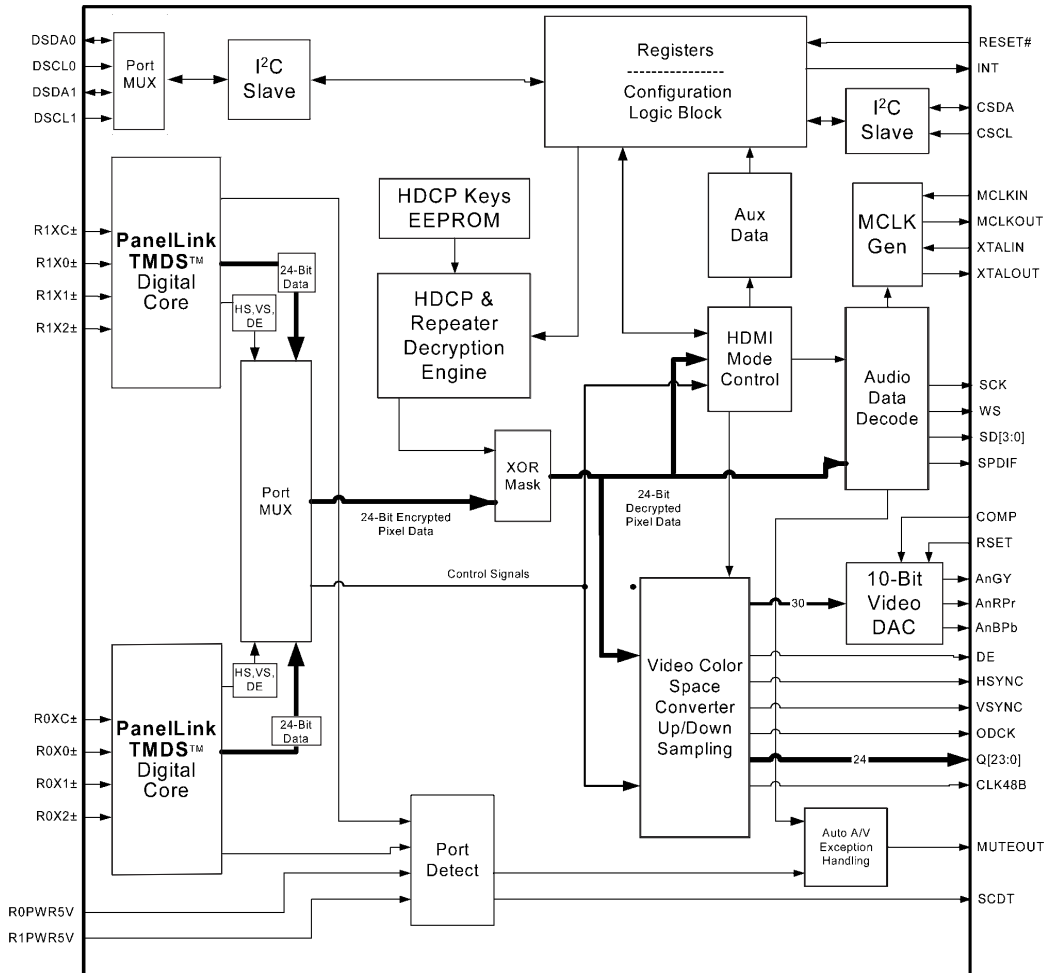 DSDA0
DSCL0
DSDA1
DSCL1
Port
MUX
I²C
Slave
Registers
Configuration
Logic Block
RESET#
INT
I²C
Slave
CSDA
CSCL
PanelLink
TMDS™
Digital
Core
R1XC±
R1X0±
R1X1±
R1X2±
24-Bit
Data
HS,VS,
DE
HDCP Keys
EEPROM
HDCP &
Repeater
Decryption
Engine
Aux
Data
HDMI
Mode
Control
MCLK
Gen
MCLKIN
MCLKOUT
XTALIN
XTALOUT
Audio
Data
Decode
SCK
WS
SD[3:0]
SPDIF
Port
MUX
24-Bit Encrypted
Pixel Data
XOR
Mask
24-Bit
Decrypted
Pixel Data
Control Signals
COMP
RSET
10-Bit
Video
DAC
30
AnGY
AnRPr
AnBPb
HS,VS,
DE
24-Bit
Data
PanelLink
TMDS™
Digital
Core
R0XC±
R0X0±
R0X1±
R0X2±
Video Color
Space
Converter
Up/Down
Sampling
DE
HSYNC
VSYNC
ODCK
24
Q[23:0]
CLK48B
Port
Detect
Auto A/V
Exception
Handling
MUTEOUT
SCDT
R0PWR5V
R1PWR5V